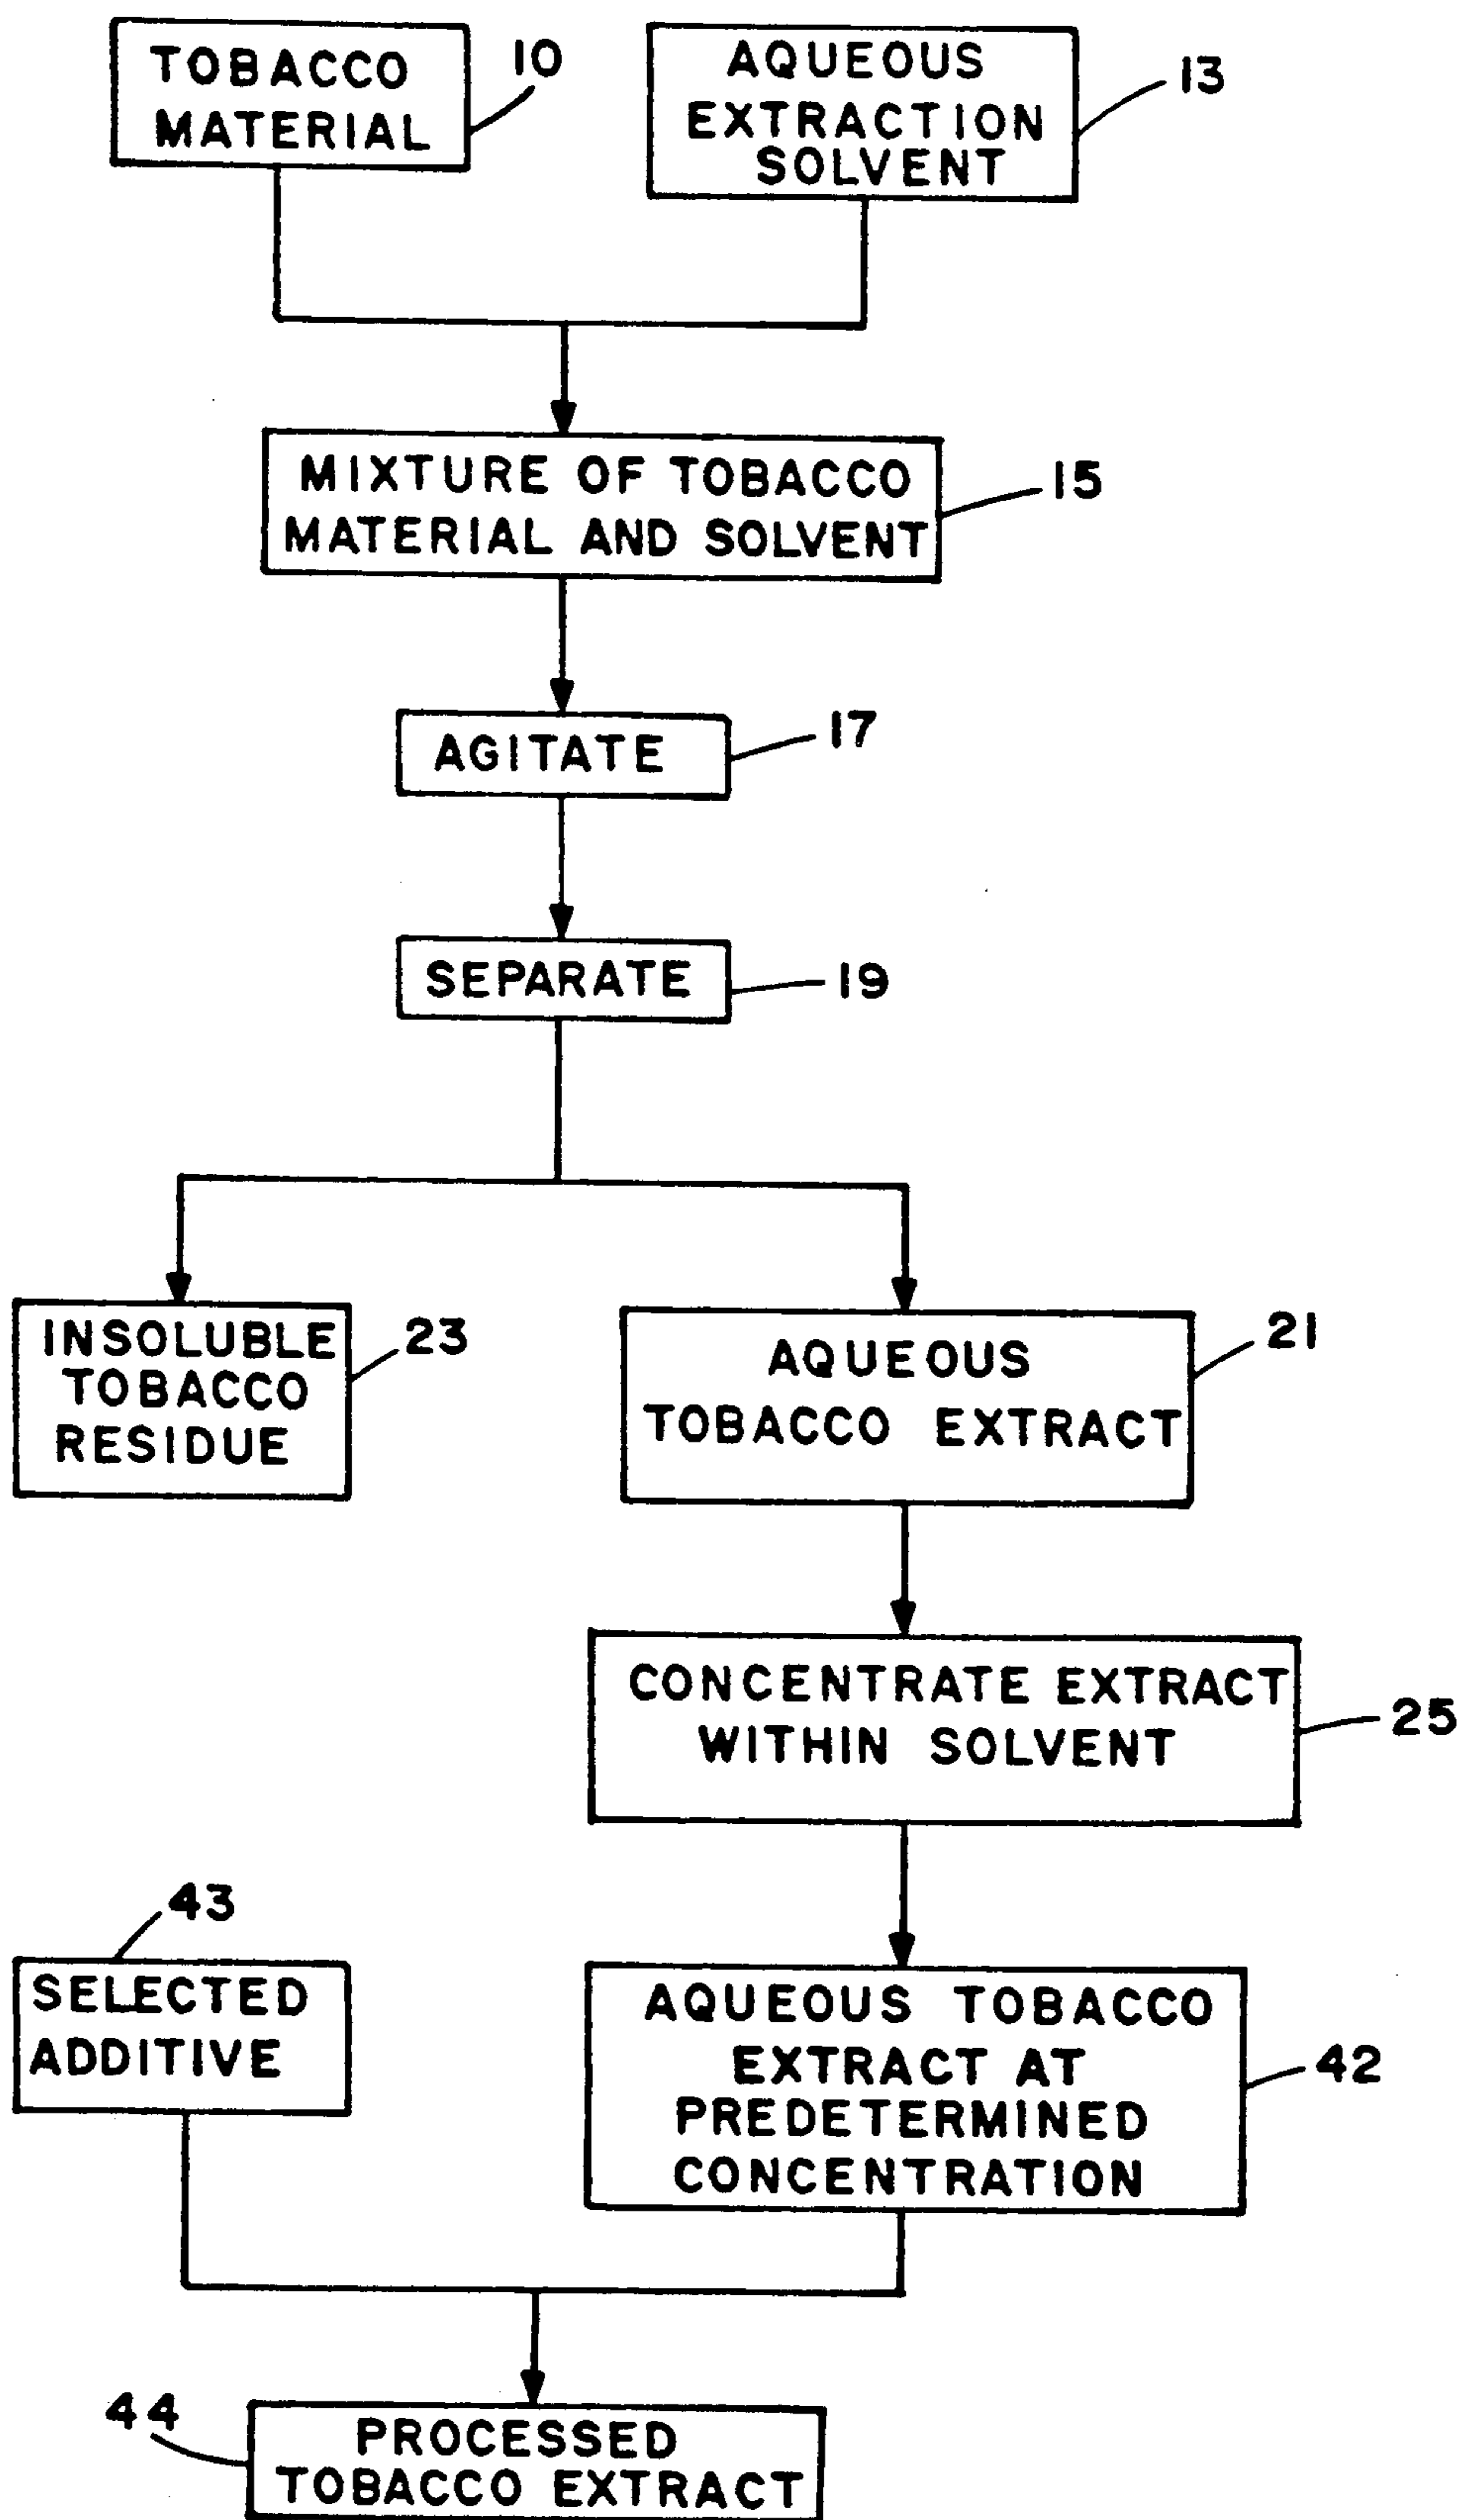 TOBACCO
MATERIAL
10
AQUEOUS
EXTRACTION
SOLVENT
13
MIXTURE OF TOBACCO
MATERIAL AND SOLVENT
15
AGITATE
17
SEPARATE
19
INSOLUBLE
TOBACCO
RESIDUE
23
AQUEOUS
TOBACCO EXTRACT
21
CONCENTRATE EXTRACT
WITHIN SOLVENT
25
43
SELECTED
ADDITIVE
AQUEOUS TOBACCO
EXTRACT AT
PREDETERMINED
CONCENTRATION
42
44
PROCESSED
TOBACCO EXTRACT